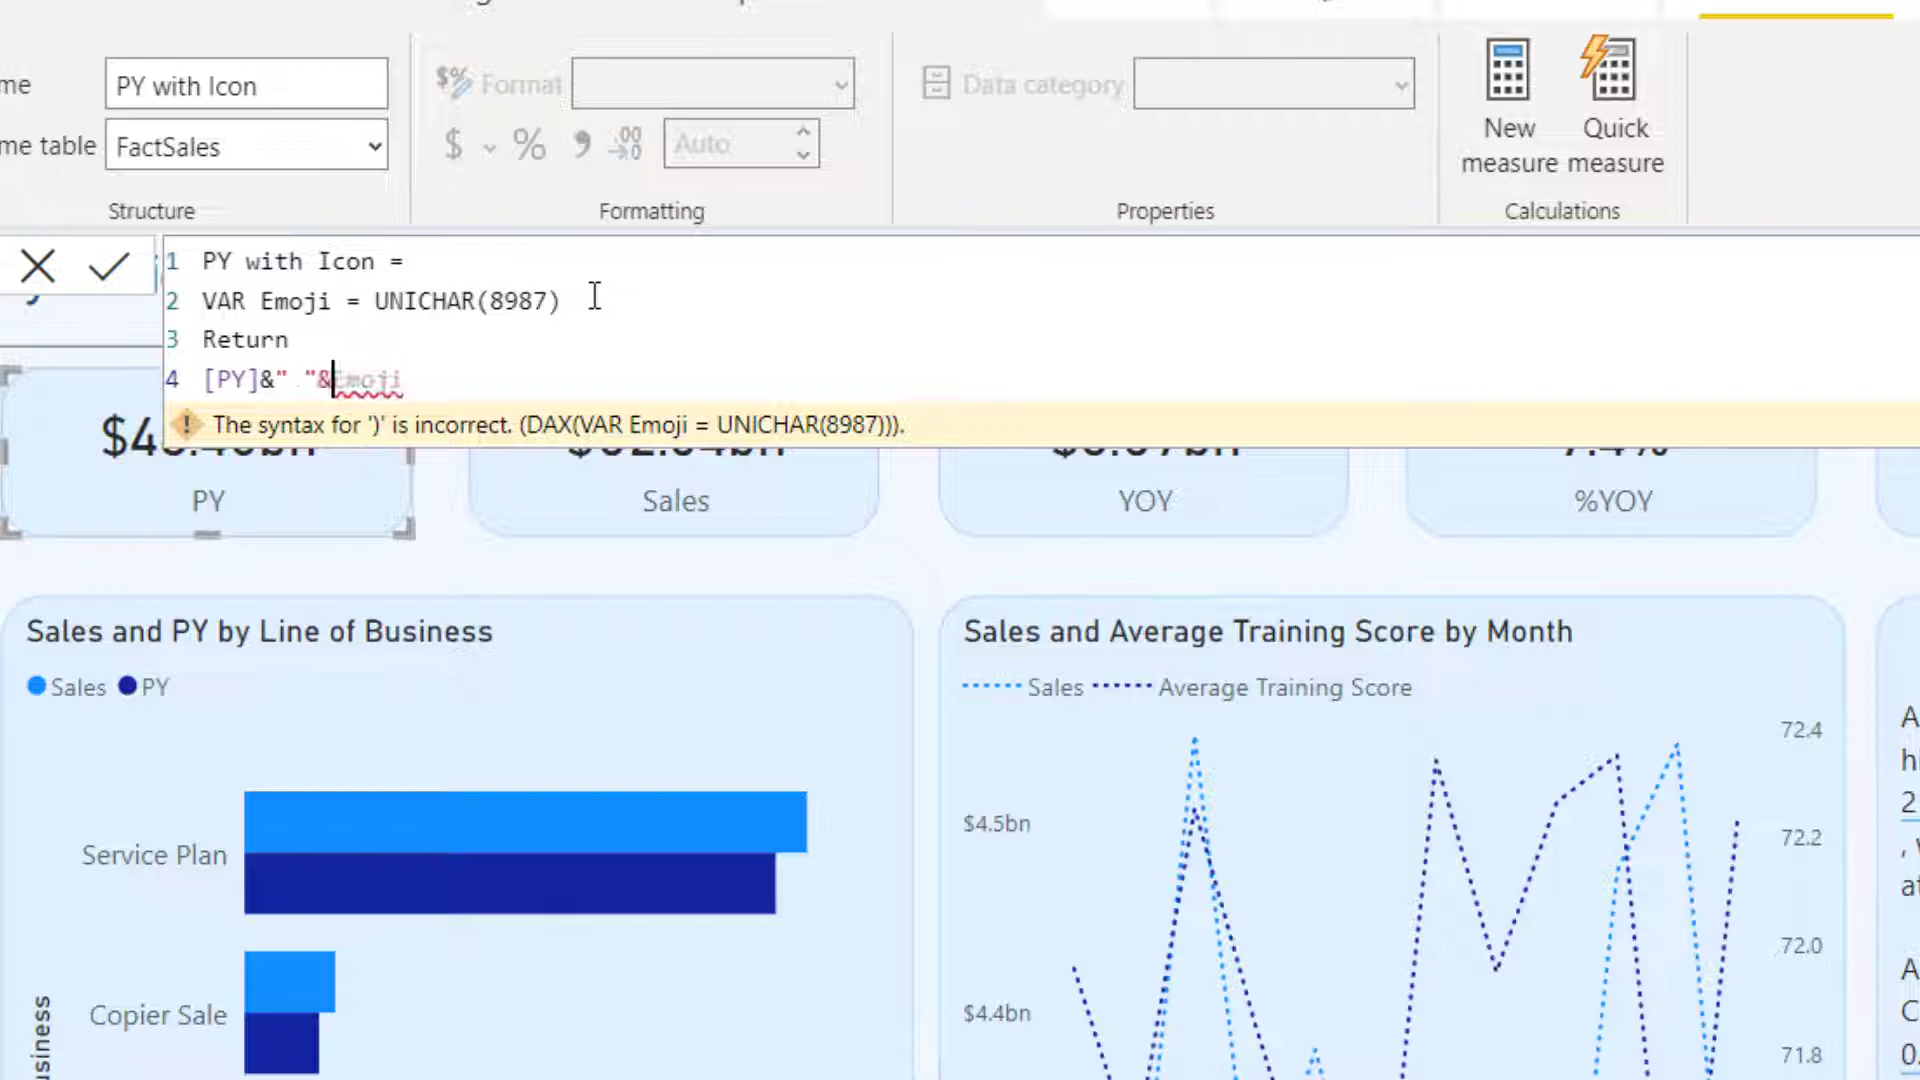 me PY with Icon
$% Format
Data category
New measure
Quick measure
me table FactSales
$ % .00 Auto
Structure
Formatting
Properties
Calculations
1 PY with Icon =
2 VAR Emoji = UNICHAR(8987)
3 Return
4 [PY]&" "&Emoji
The syntax for ')' is incorrect. (DAX(VAR Emoji = UNICHAR(8987))).
PY
Sales
YOY
%YOY
Sales and PY by Line of Business
Sales PY
Service Plan
Copier Sale
usiness
Sales and Average Training Score by Month
Sales Average Training Score
72.4
$4.5bn
72.2
72.0
$4.4bn
71.8